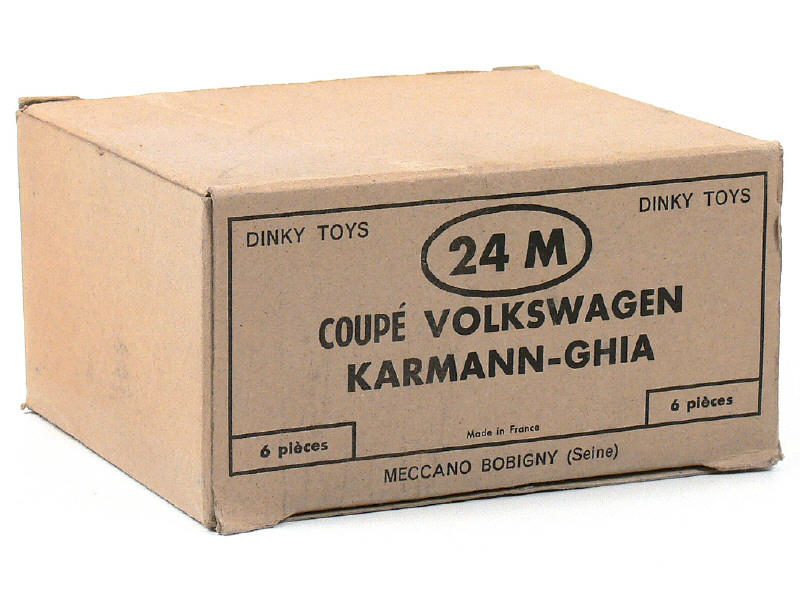 DINKY TOYS
DINKY TOYS
24 M
COUPÉ VOLKSWAGEN
KARMANN-GHIA
6 pièces
Made in France
6 pièces
MECCANO BOBIGNY (Seine)